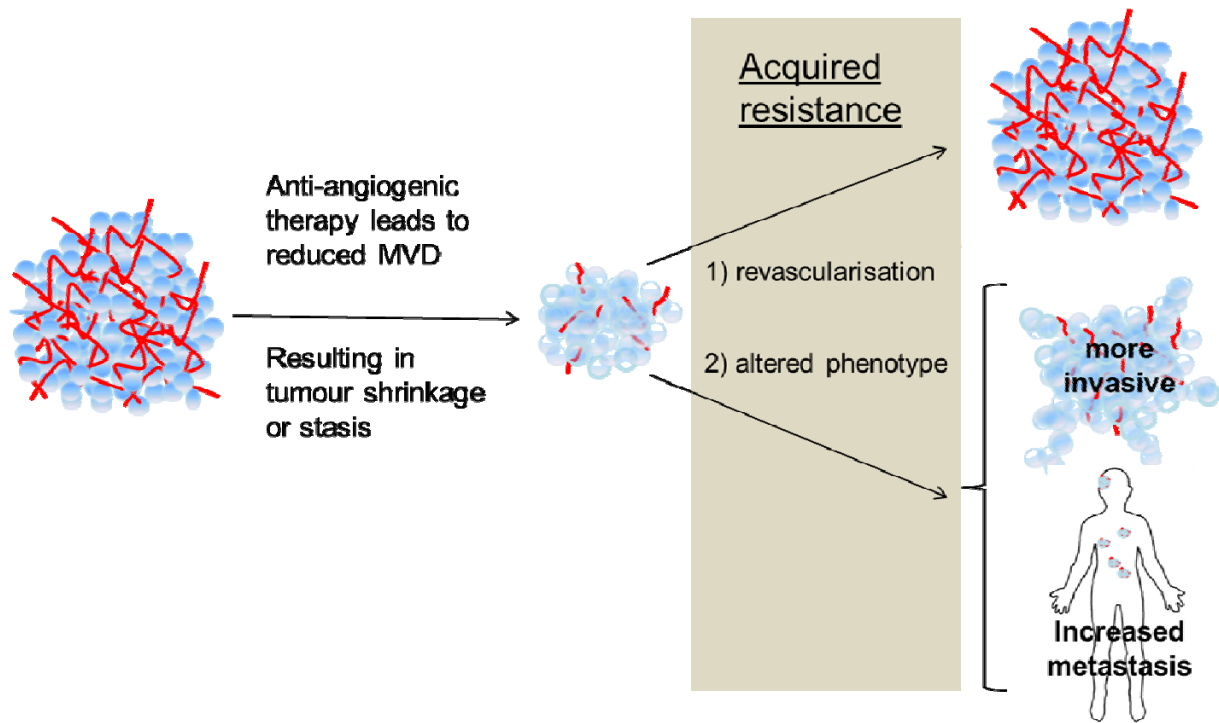 Anti-angiogenic
therapy leads to
reduced MVD
Resulting in
tumour shrinkage
or stasis
Acquired
resistance
1) revascularisation
2) altered phenotype
more
invasive
Increased
metastasis